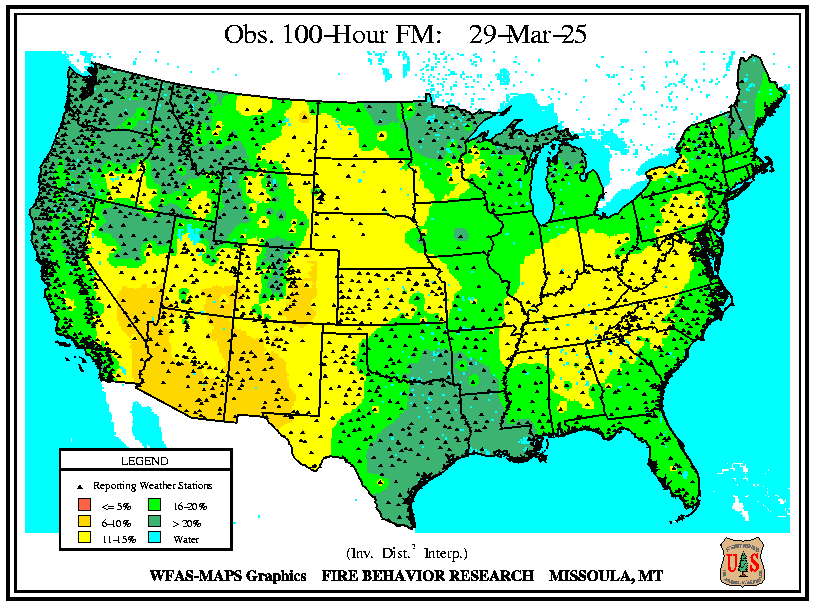 Obs. 100-Hour FM: 29-Mar-25
LEGEND
Reporting Weather Stations
<= 5%
16-20%
6-10%
> 20%
11-15%
Water
(Inv. Dist.² Interp.)
WFAS-MAPS Graphics FIRE BEHAVIOR RESEARCH MISSOULA, MT
U S